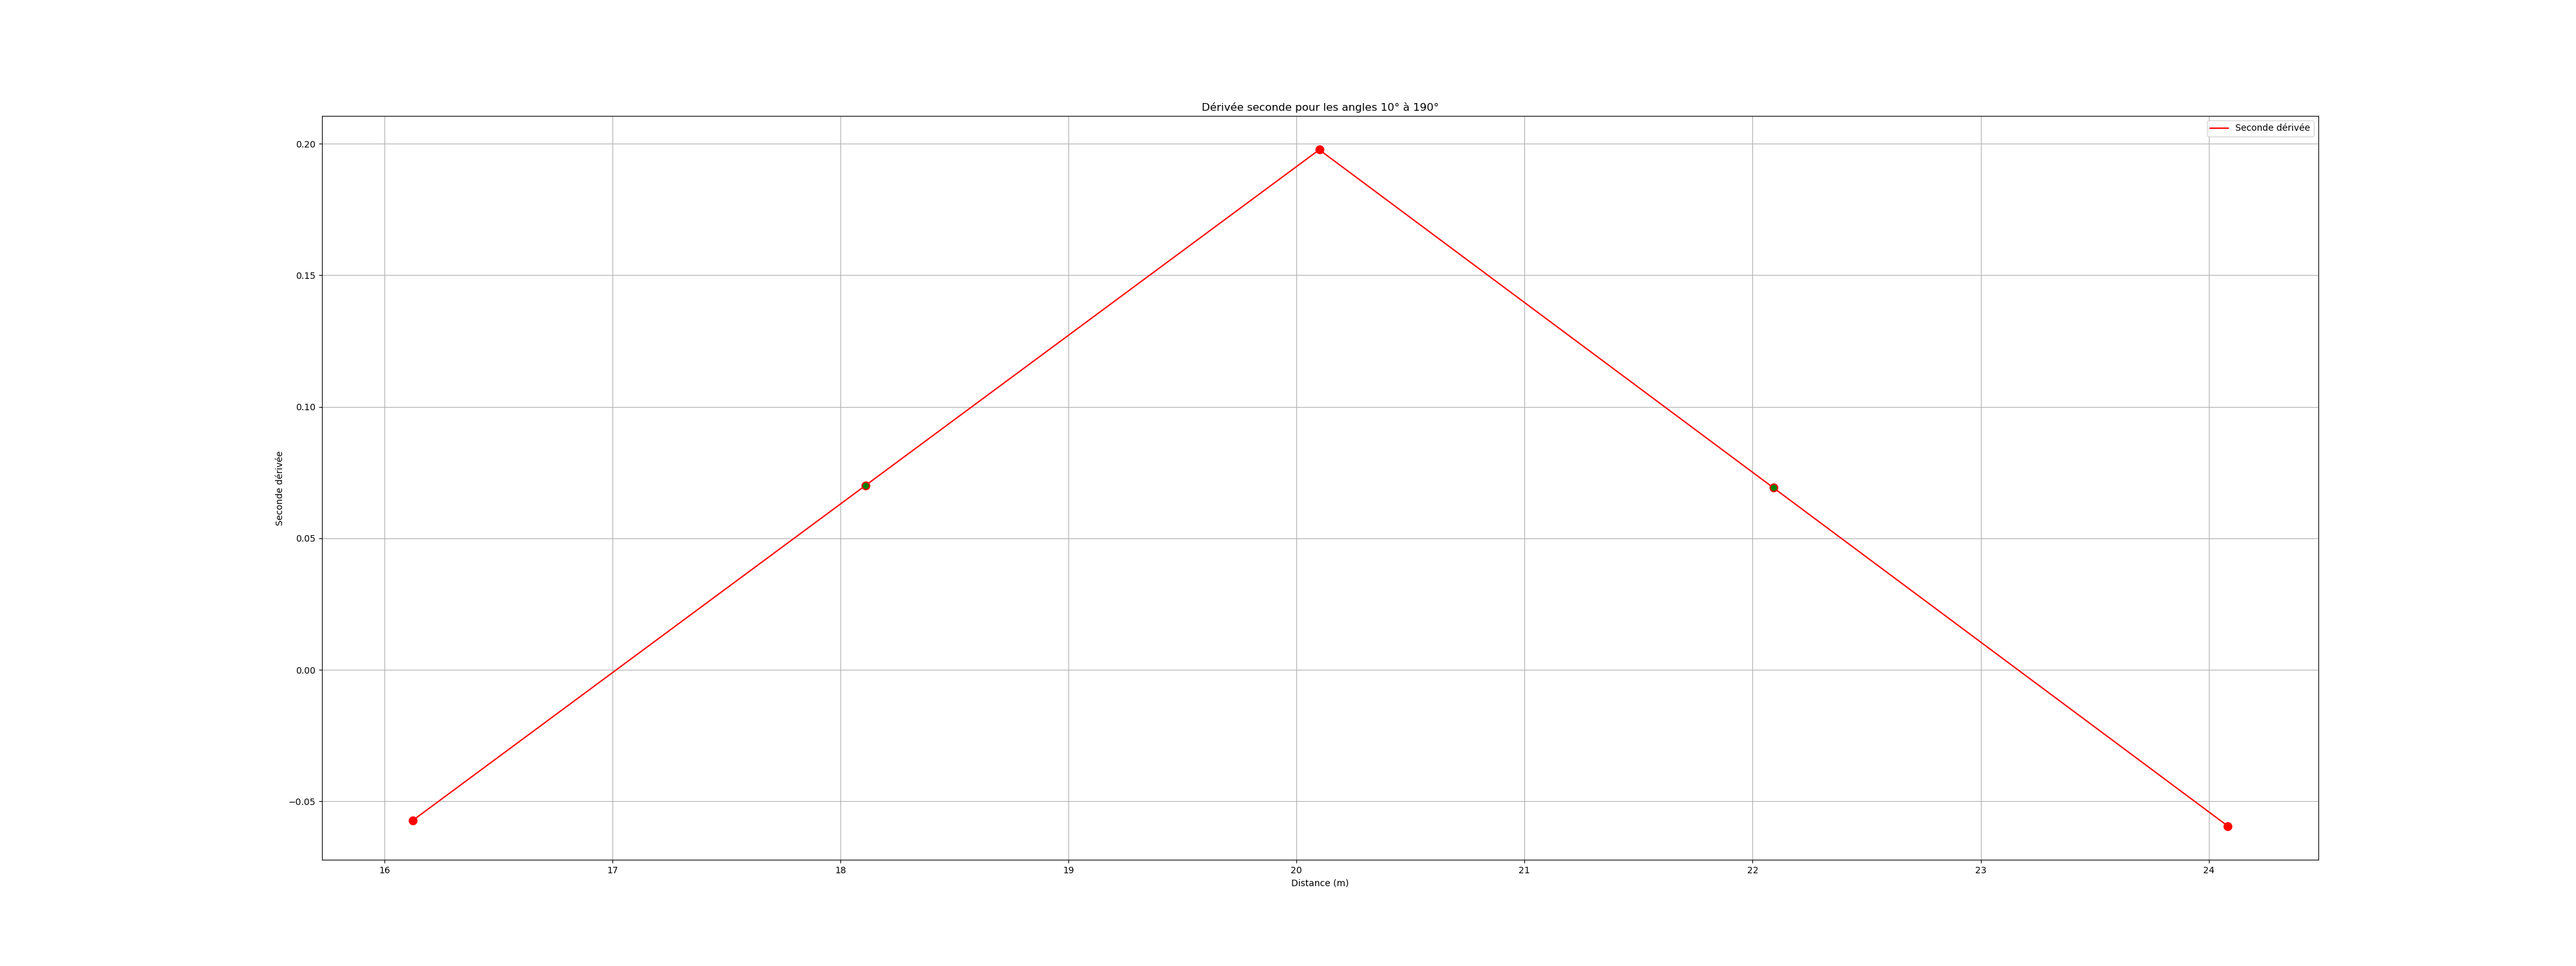 Dérivée seconde pour les angles 10° à 190°
Seconde dérivée
0.20
0.15
0.10
0.05
0.00
−0.05
Seconde dérivée
16 17 18 19 20 21 22 23 24
Distance (m)